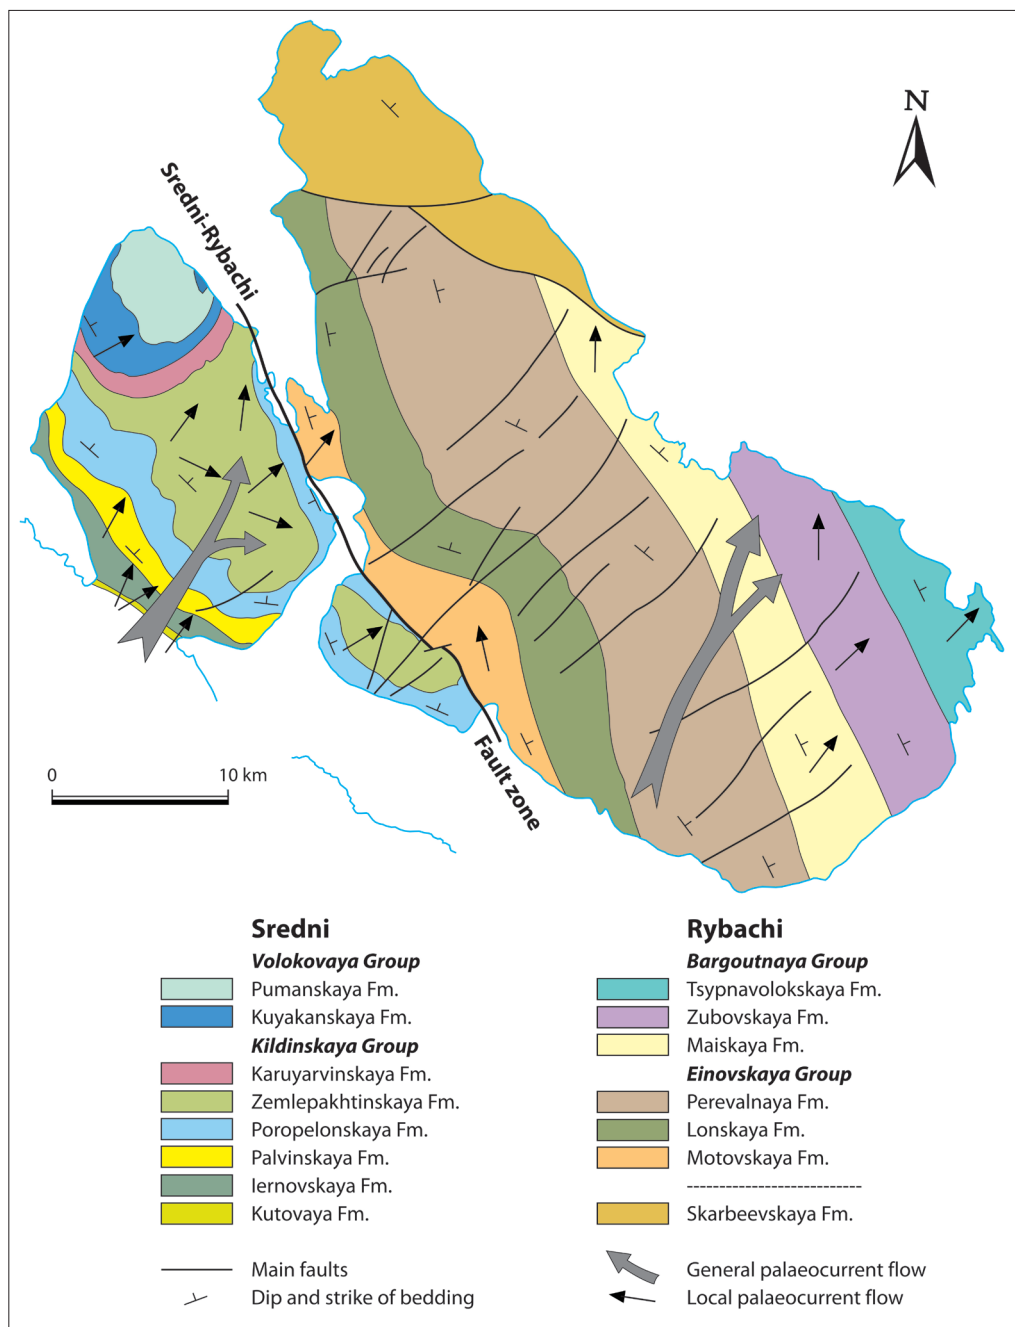 N
Sredni-Rybachi
Fault zone
0 10 km
Sredni
Volokovaya Group
Pumanskaya Fm.
Kuyakanskaya Fm.
Kildinskaya Group
Karuyarvinskaya Fm.
Zemlepakhtinskaya Fm.
Poropelonskaya Fm.
Palvinskaya Fm.
Iernovskaya Fm.
Kutovaya Fm.
Main faults
Dip and strike of bedding
Rybachi
Bargoutnaya Group
Tsypnavolokskaya Fm.
Zubovskaya Fm.
Maiskaya Fm.
Einovskaya Group
Perevalnaya Fm.
Lonskaya Fm.
Motovskaya Fm.
---------------------------
Skarbeevskaya Fm.
General palaeocurrent flow
Local palaeocurrent flow